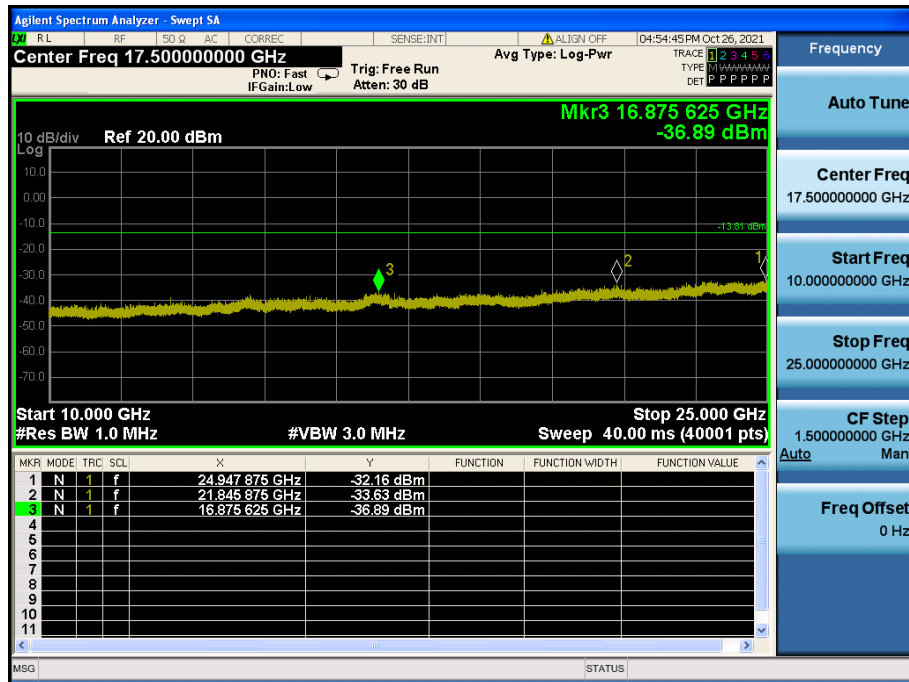 Agilent Spectrum Analyzer - Swept SA
LXI RL RF 50 Ω AC CORREC SENSE:INT ALIGN OFF 04:54:45 PM Oct 26, 2021
Center Freq 17.500000000 GHz
PNO: Fast
IFGain:Low
Trig: Free Run
Atten: 30 dB
Avg Type: Log-Pwr
TRACE 1 2 3 4 5 6
TYPE M WWWWW
DET P P P P P P
Mkr3 16.875 625 GHz
-36.89 dBm
10 dB/div Ref 20.00 dBm
Log
10.0
0.00
-10.0
-13.81 dBm
-20.0
-30.0
-40.0
-50.0
-60.0
-70.0
3
2
1
Start 10.000 GHz Stop 25.000 GHz
#Res BW 1.0 MHz #VBW 3.0 MHz Sweep 40.00 ms (40001 pts)
MKR MODE TRC SCL X Y FUNCTION FUNCTION WIDTH FUNCTION VALUE
1 N 1 f 24.947 875 GHz -32.16 dBm
2 N 1 f 21.845 875 GHz -33.63 dBm
3 N 1 f 16.875 625 GHz -36.89 dBm
4
5
6
7
8
9
10
11
MSG STATUS
Frequency
Auto Tune
Center Freq
17.500000000 GHz
Start Freq
10.000000000 GHz
Stop Freq
25.000000000 GHz
CF Step
1.500000000 GHz
Auto Man
Freq Offset
0 Hz